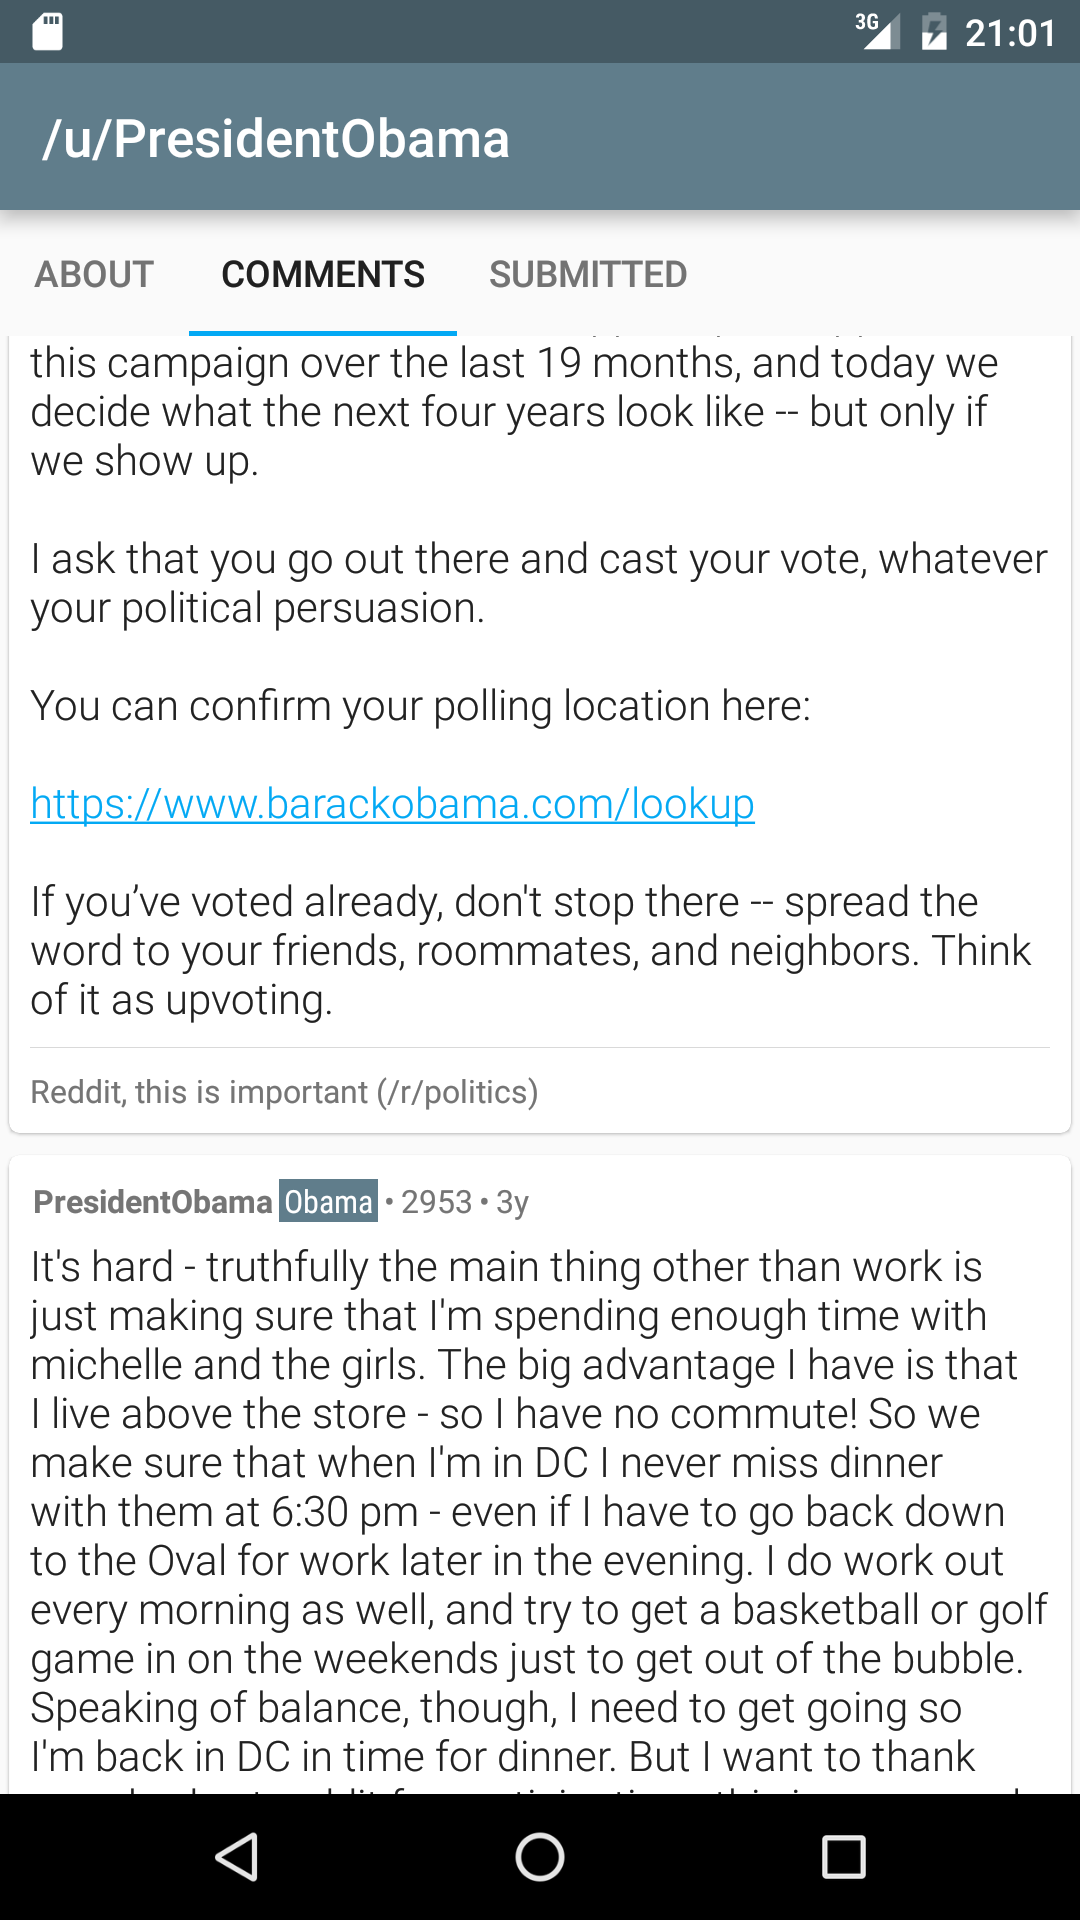 3G 21:01
/u/PresidentObama
ABOUT COMMENTS SUBMITTED
this campaign over the last 19 months, and today we
decide what the next four years look like -- but only if
we show up.
I ask that you go out there and cast your vote, whatever
your political persuasion.
You can confirm your polling location here:
https://www.barackobama.com/lookup
If you’ve voted already, don't stop there -- spread the
word to your friends, roommates, and neighbors. Think
of it as upvoting.
Reddit, this is important (/r/politics)
PresidentObama Obama • 2953 • 3y
It's hard - truthfully the main thing other than work is
just making sure that I'm spending enough time with
michelle and the girls. The big advantage I have is that
I live above the store - so I have no commute! So we
make sure that when I'm in DC I never miss dinner
with them at 6:30 pm - even if I have to go back down
to the Oval for work later in the evening. I do work out
every morning as well, and try to get a basketball or golf
game in on the weekends just to get out of the bubble.
Speaking of balance, though, I need to get going so
I'm back in DC in time for dinner. But I want to thank